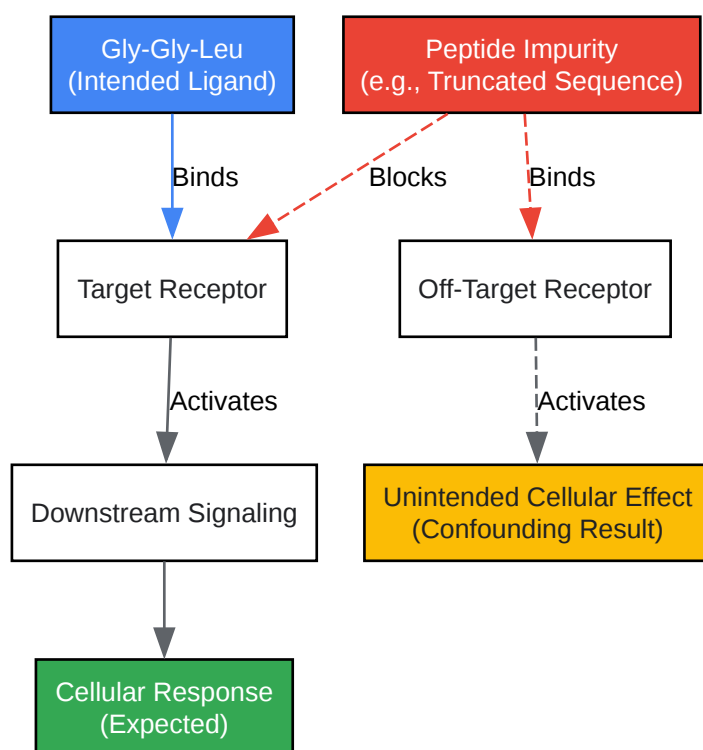 Gly-Gly-Leu
(Intended Ligand)
Peptide Impurity
(e.g., Truncated Sequence)
Binds
Blocks
Binds
Target Receptor
Off-Target Receptor
Activates
Activates
Downstream Signaling
Unintended Cellular Effect
(Confounding Result)
Cellular Response
(Expected)